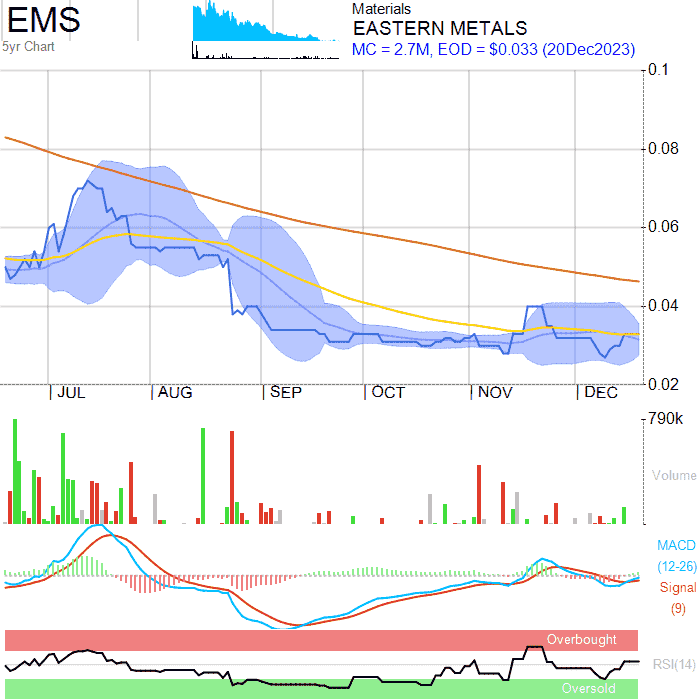 EMS
5yr Chart
Materials
EASTERN METALS
MC = 2.7M, EOD = $0.033 (20Dec2023)
0.1
0.08
0.06
0.04
0.02
JUL AUG SEP OCT NOV DEC
790k
Volume
MACD
(12-26)
Signal
(9)
Overbought
RSI(14)
Oversold